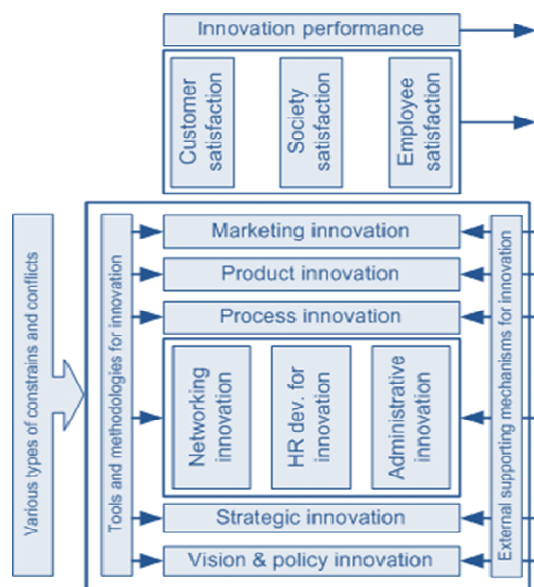 Innovation performance
Customer
satisfaction
Society
satisfaction
Employee
satisfaction
Various types of constrains and conflicts
Tools and methodologies for innovation
Marketing innovation
Product innovation
Process innovation
Networking
innovation
HR dev. for
innovation
Administrative
innovation
Strategic innovation
Vision & policy innovation
External supporting mechanisms for innovation